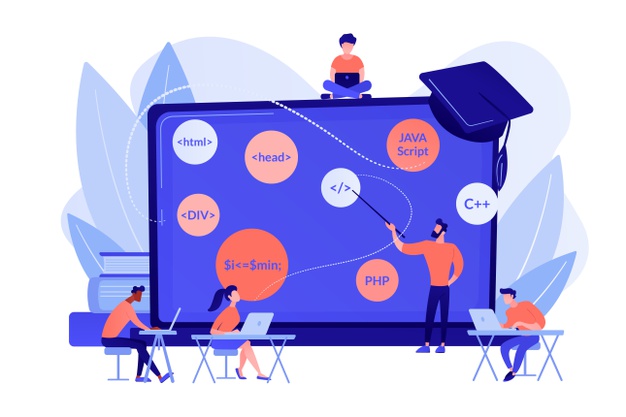 <html>
<head>
JAVA
Script
</>
<DIV>
C++
$i<=$min;
PHP